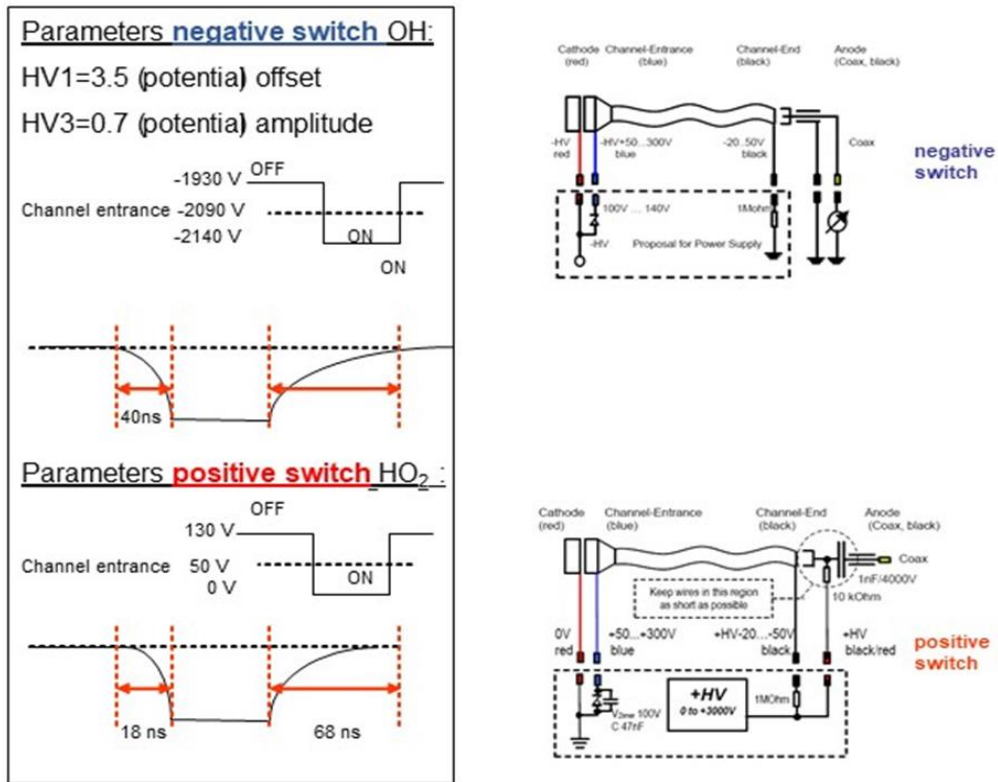 Parameters negative switch OH:
HV1=3.5 (potential) offset
HV3=0.7 (potential) amplitude
OFF
-1930 V
Channel entrance -2090 V
-2140 V
ON
ON
40ns
Parameters positive switch HO2 :
OFF
130 V
Channel entrance 50 V
0 V
ON
18 ns 68 ns
Cathode (red)
Channel-Entrance (blue)
Channel-End (black)
Anode (Coax, black)
-HV red
-HV+50...300V blue
-20..50V black
Coax
100V ... 140V
1Mohm
-HV
Proposal for Power Supply
negative switch
Cathode (red)
Channel-Entrance (blue)
Channel-End (black)
Anode (Coax, black)
Coax
1nF/4000V
10 kOhm
Keep wires in this region
as short as possible
0V red
+50...+300V blue
+HV-20...-50V black
+HV black/red
+HV
0 to +3000V
1MOhm
VZener 100V
C 47nF
positive switch